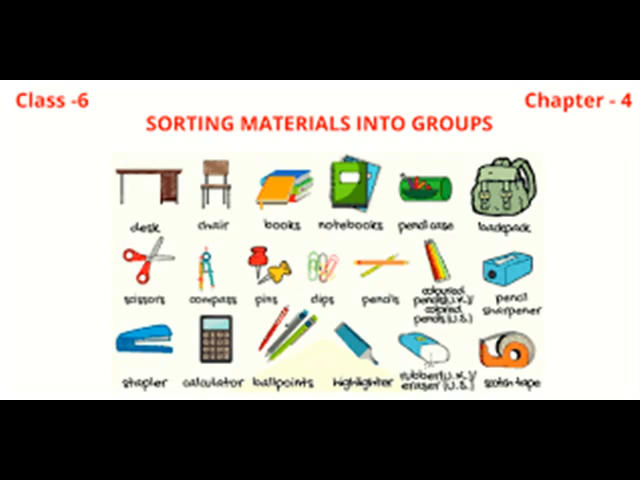 Class -6
Chapter - 4
SORTING MATERIALS INTO GROUPS
desk chair books notebooks pencil case backpack
scissors compass pins clips pencils coloured pencils(U.K.)/ colored pencils (U.S.) pencil sharpener
stapler calculator ballpoints highlighter rubber(U.K.)/ eraser (U.S.) scotch tape